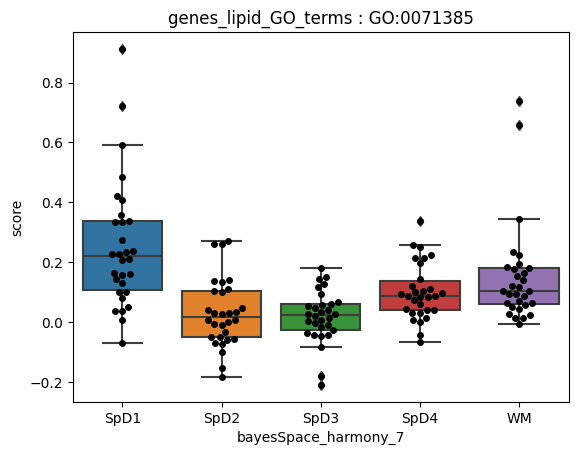 genes_lipid_GO_terms : GO:0071385
score
0.8
0.6
0.4
0.2
0.0
−0.2
SpD1 SpD2 SpD3 SpD4 WM
bayesSpace_harmony_7